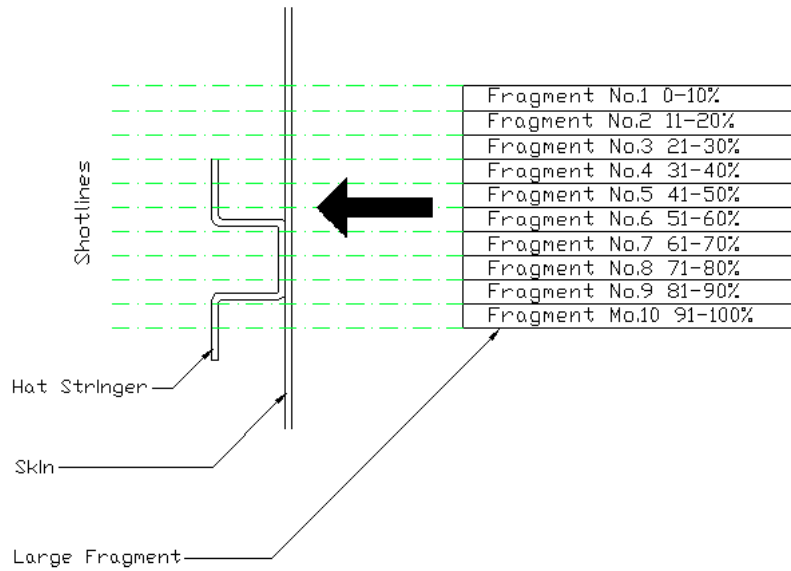 Fragment No.1 0-10%
Fragment No.2 11-20%
Fragment No.3 21-30%
Fragment No.4 31-40%
Fragment No.5 41-50%
Fragment No.6 51-60%
Fragment No.7 61-70%
Fragment No.8 71-80%
Fragment No.9 81-90%
Fragment Mo.10 91-100%
Shotlines
Hat StrInger
SkIn
Large Fragment